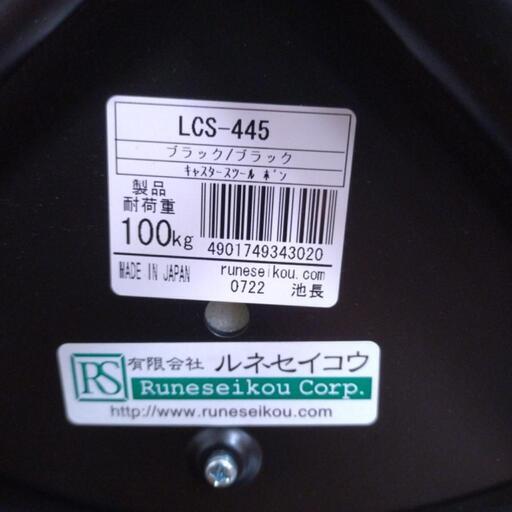 LCS-445
ブラック/ブラック
ｷｬｽﾀｰｽﾂｰﾙ ﾎﾞﾝ
製品
耐荷重
100kg
4901749343020
MADE IN JAPAN
runeseikou.com
0722 池長
RS
有限会社 ルネセイコウ
Runeseikou Corp.
http://www.runeseikou.com/